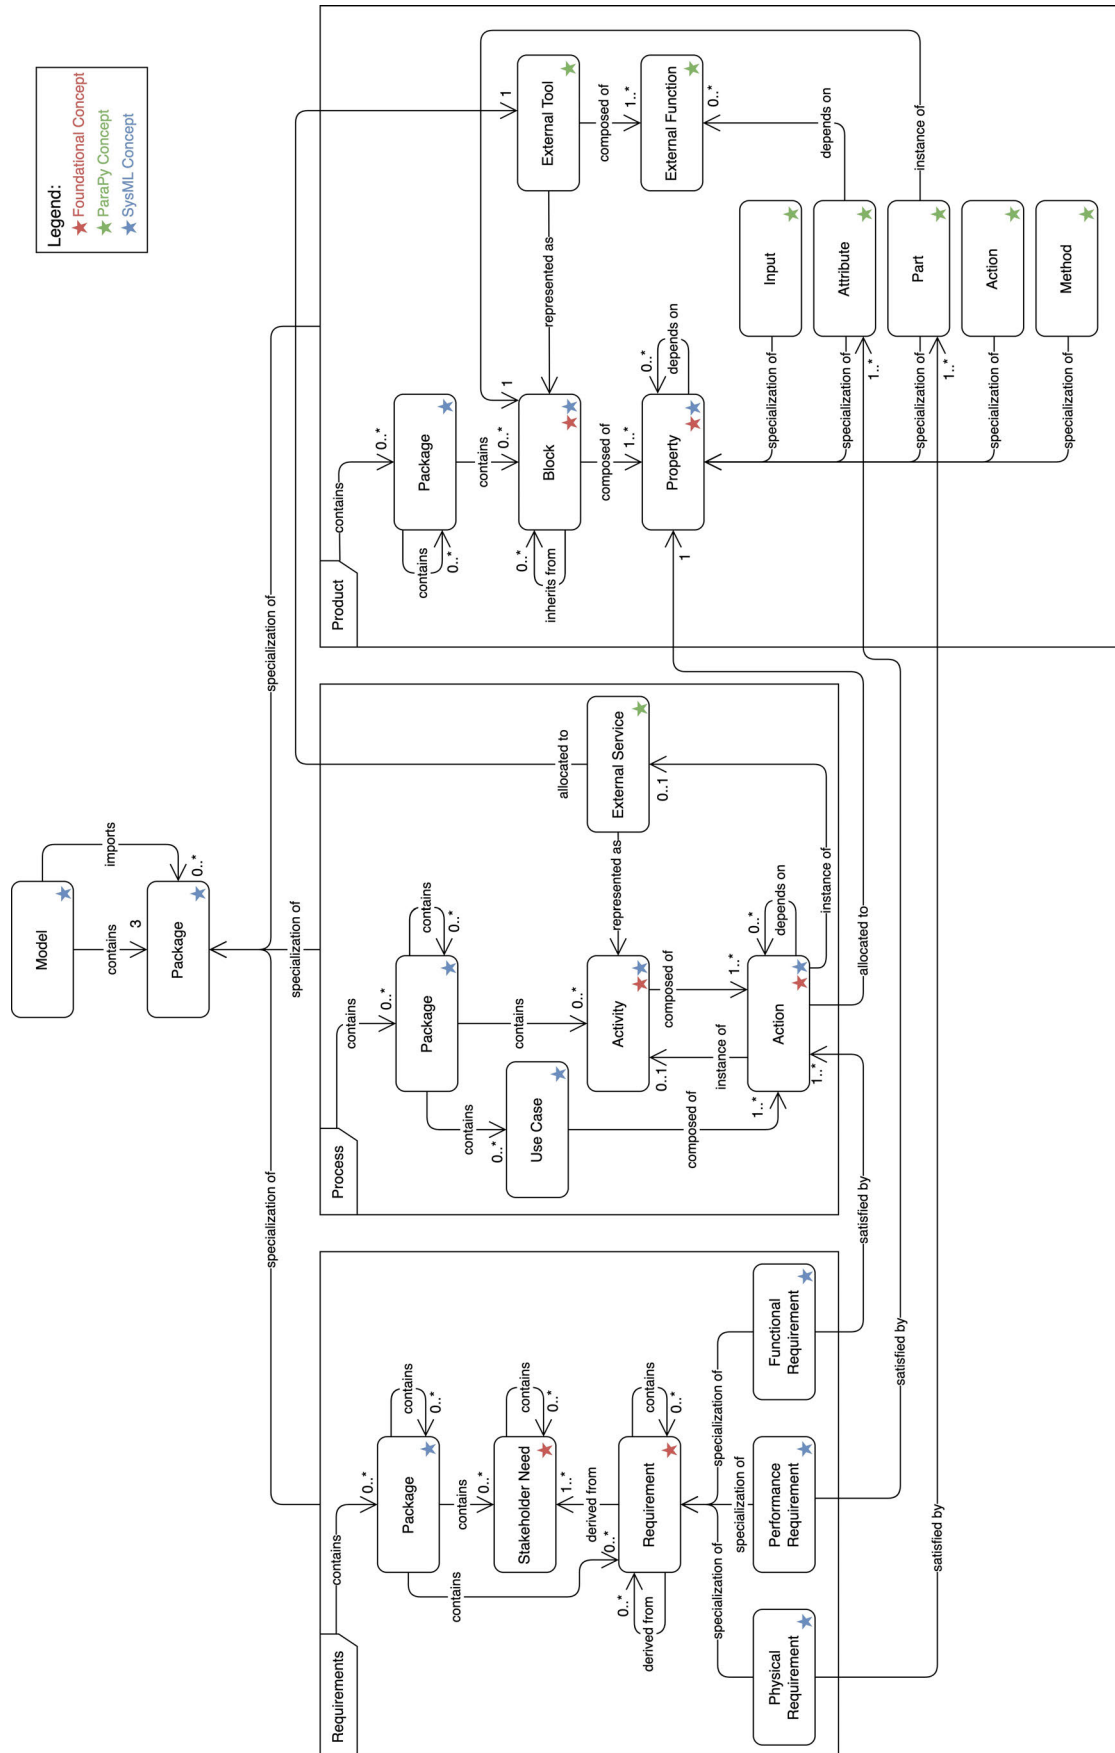 Legend:
Foundational Concept
ParaPy Concept
SysML Concept
Model
contains
3
imports
0..*
Package
specialization of
specialization of
specialization of
Requirements
contains
0..*
Package
contains
0..*
contains
0..*
contains
0..*
Stakeholder Need
contains
0..*
derived from
1..*
Requirement
contains
0..*
derived from
0..*
specialization of
specialization of
specialization of
Physical
Requirement
Performance
Requirement
Functional
Requirement
satisfied by
satisfied by
satisfied by
Process
contains
0..*
Package
contains
0..*
contains
0..*
contains
0..*
Use Case
composed of
1..*
Activity
composed of
1..*
instance of
0..1
Action
depends on
0..*
1..*
External Service
represented as
allocated to
instance of
0..1
allocated to
1
Product
contains
0..*
Package
contains
0..*
contains
0..*
Block
inherits from
0..*
1
composed of
1..*
Property
depends on
0..*
External Tool
1
represented as
composed of
1..*
External Function
0..*
depends on
instance of
specialization of
Input
specialization of
Attribute
1..*
specialization of
Part
1..*
specialization of
Action
specialization of
Method